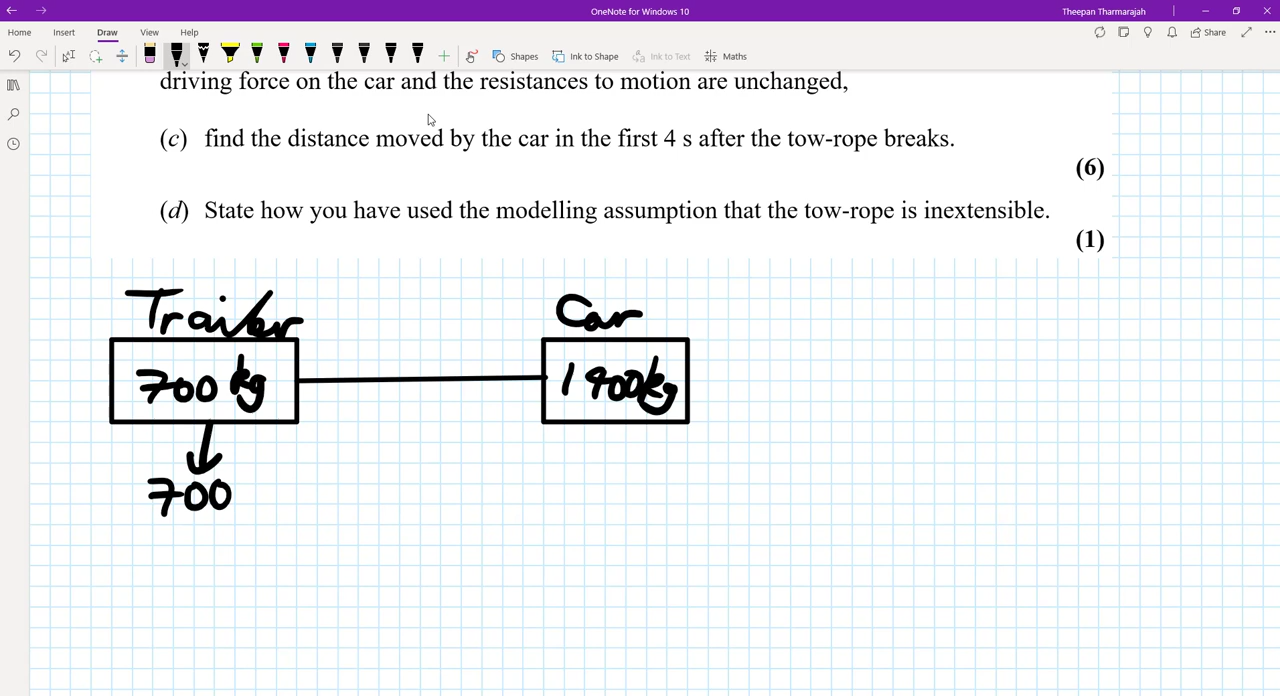 OneNote for Windows 10
Theepan Tharmarajah
Home Insert Draw View Help
Share
Shapes Ink to Shape Ink to Text Maths
driving force on the car and the resistances to motion are unchanged,
(c) find the distance moved by the car in the first 4 s after the tow-rope breaks.
(6)
(d) State how you have used the modelling assumption that the tow-rope is inextensible.
(1)
Trailer Car
700 kg 1900kg
700